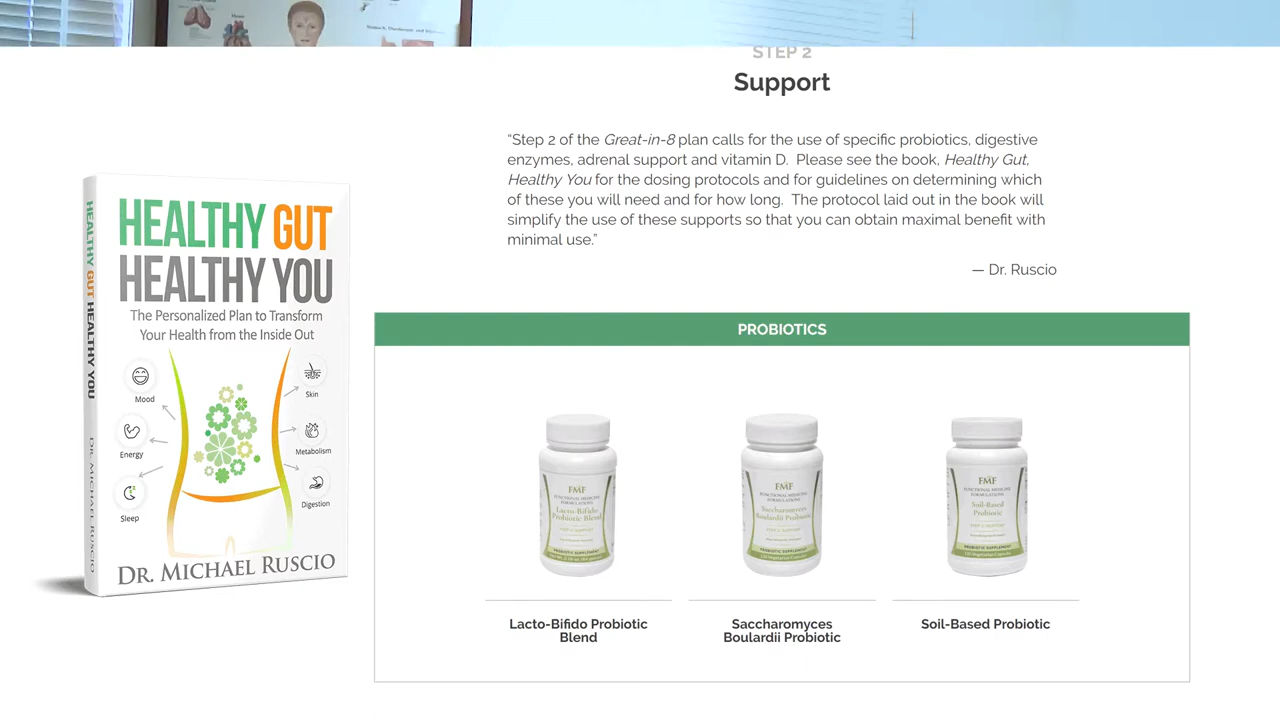 STEP 2
Support
“Step 2 of the Great-in-8 plan calls for the use of specific probiotics, digestive
enzymes, adrenal support and vitamin D.  Please see the book, Healthy Gut,
Healthy You for the dosing protocols and for guidelines on determining which
of these you will need and for how long.  The protocol laid out in the book will
simplify the use of these supports so that you can obtain maximal benefit with
minimal use.”
— Dr. Ruscio
HEALTHY GUT HEALTHY YOU
DR. MICHAEL RUSCIO
HEALTHY GUT
HEALTHY YOU
The Personalized Plan to Transform
Your Health from the Inside Out
Mood
Skin
Energy
Metabolism
Sleep
Digestion
DR. MICHAEL RUSCIO
PROBIOTICS
FMF
FUNCTIONAL MEDICINE
FORMULATIONS
Lacto-Bifido
Probiotic Blend
PROBIOTIC SUPPLEMENT
FMF
FUNCTIONAL MEDICINE
FORMULATIONS
Saccharomyces
Boulardii Probiotic
PROBIOTIC SUPPLEMENT
FMF
FUNCTIONAL MEDICINE
FORMULATIONS
Soil-Based
Probiotic
PROBIOTIC SUPPLEMENT
Lacto-Bifido Probiotic
Blend
Saccharomyces
Boulardii Probiotic
Soil-Based Probiotic